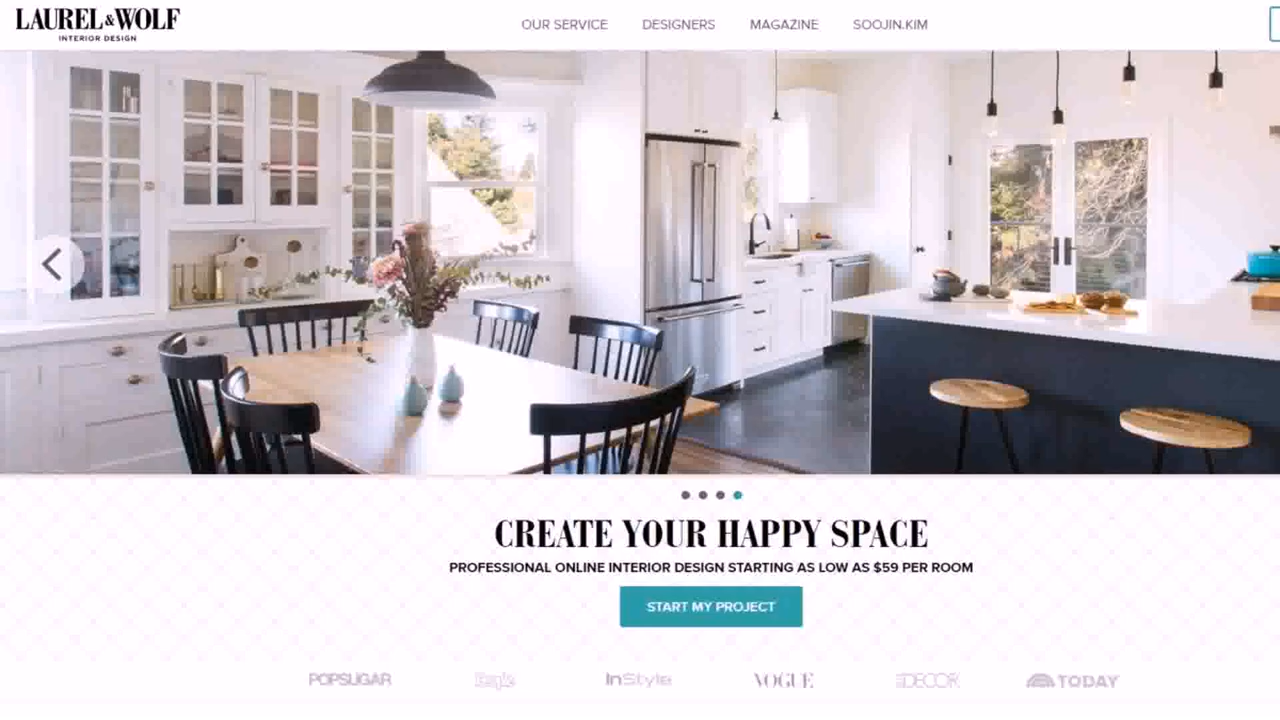 LAUREL & WOLF
INTERIOR DESIGN
OUR SERVICE
DESIGNERS
MAGAZINE
SOOJIN.KIM
CREATE YOUR HAPPY SPACE
PROFESSIONAL ONLINE INTERIOR DESIGN STARTING AS LOW AS $59 PER ROOM
START MY PROJECT
POPSUGAR
InStyle
VOGUE
DECOR
TODAY